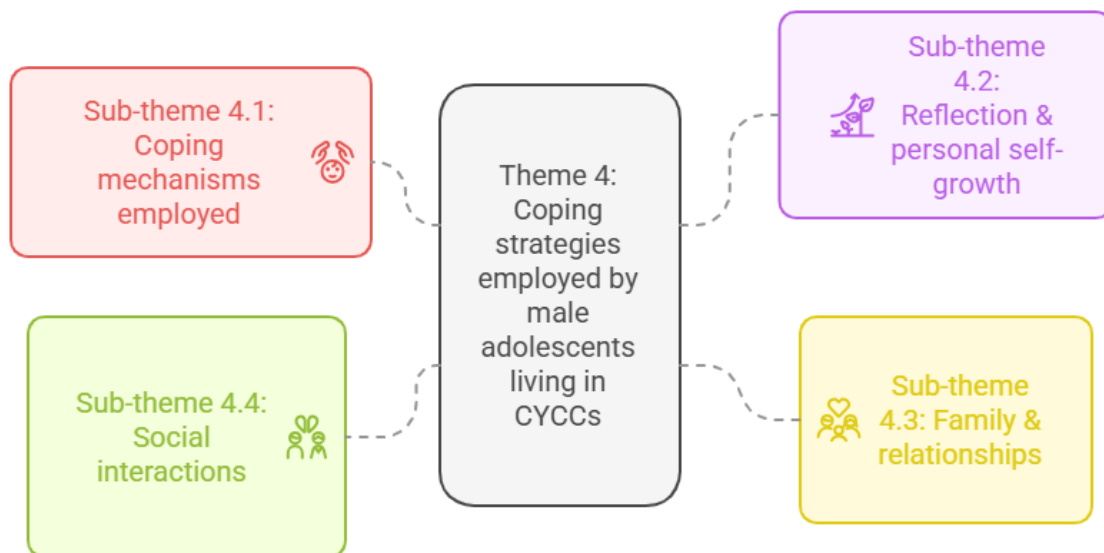 Sub-theme 4.1:
Coping
mechanisms
employed
Theme 4:
Coping
strategies
employed by
male
adolescents
living in
CYCCs
Sub-theme
4.2:
Reflection &
personal self-
growth
Sub-theme
4.3: Family &
relationships
Sub-theme 4.4:
Social
interactions